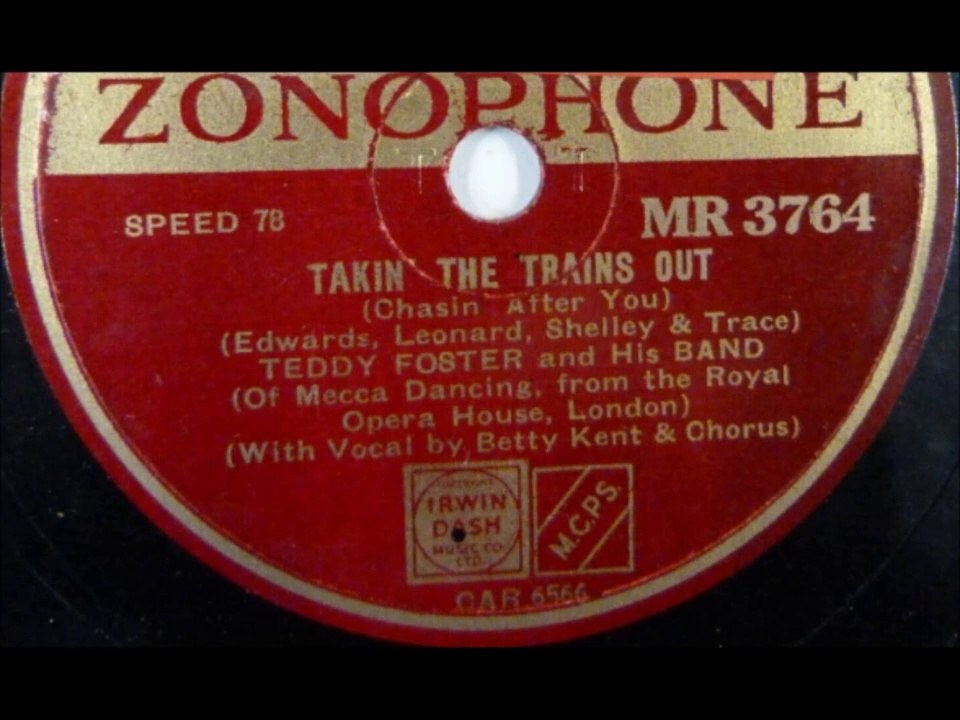 ZONOPHONE
SPEED 78
MR 3764
TAKIN THE TRAINS OUT
(Chasin After You)
(Edwards, Leonard, Shelley & Trace)
TEDDY FOSTER and His BAND
(Of Mecca Dancing, from the Royal
Opera House, London)
(With Vocal by Betty Kent & Chorus)
IRWIN
DASH
MUSIC CO.
LTD.
M.C.P.S.
CAR 6566